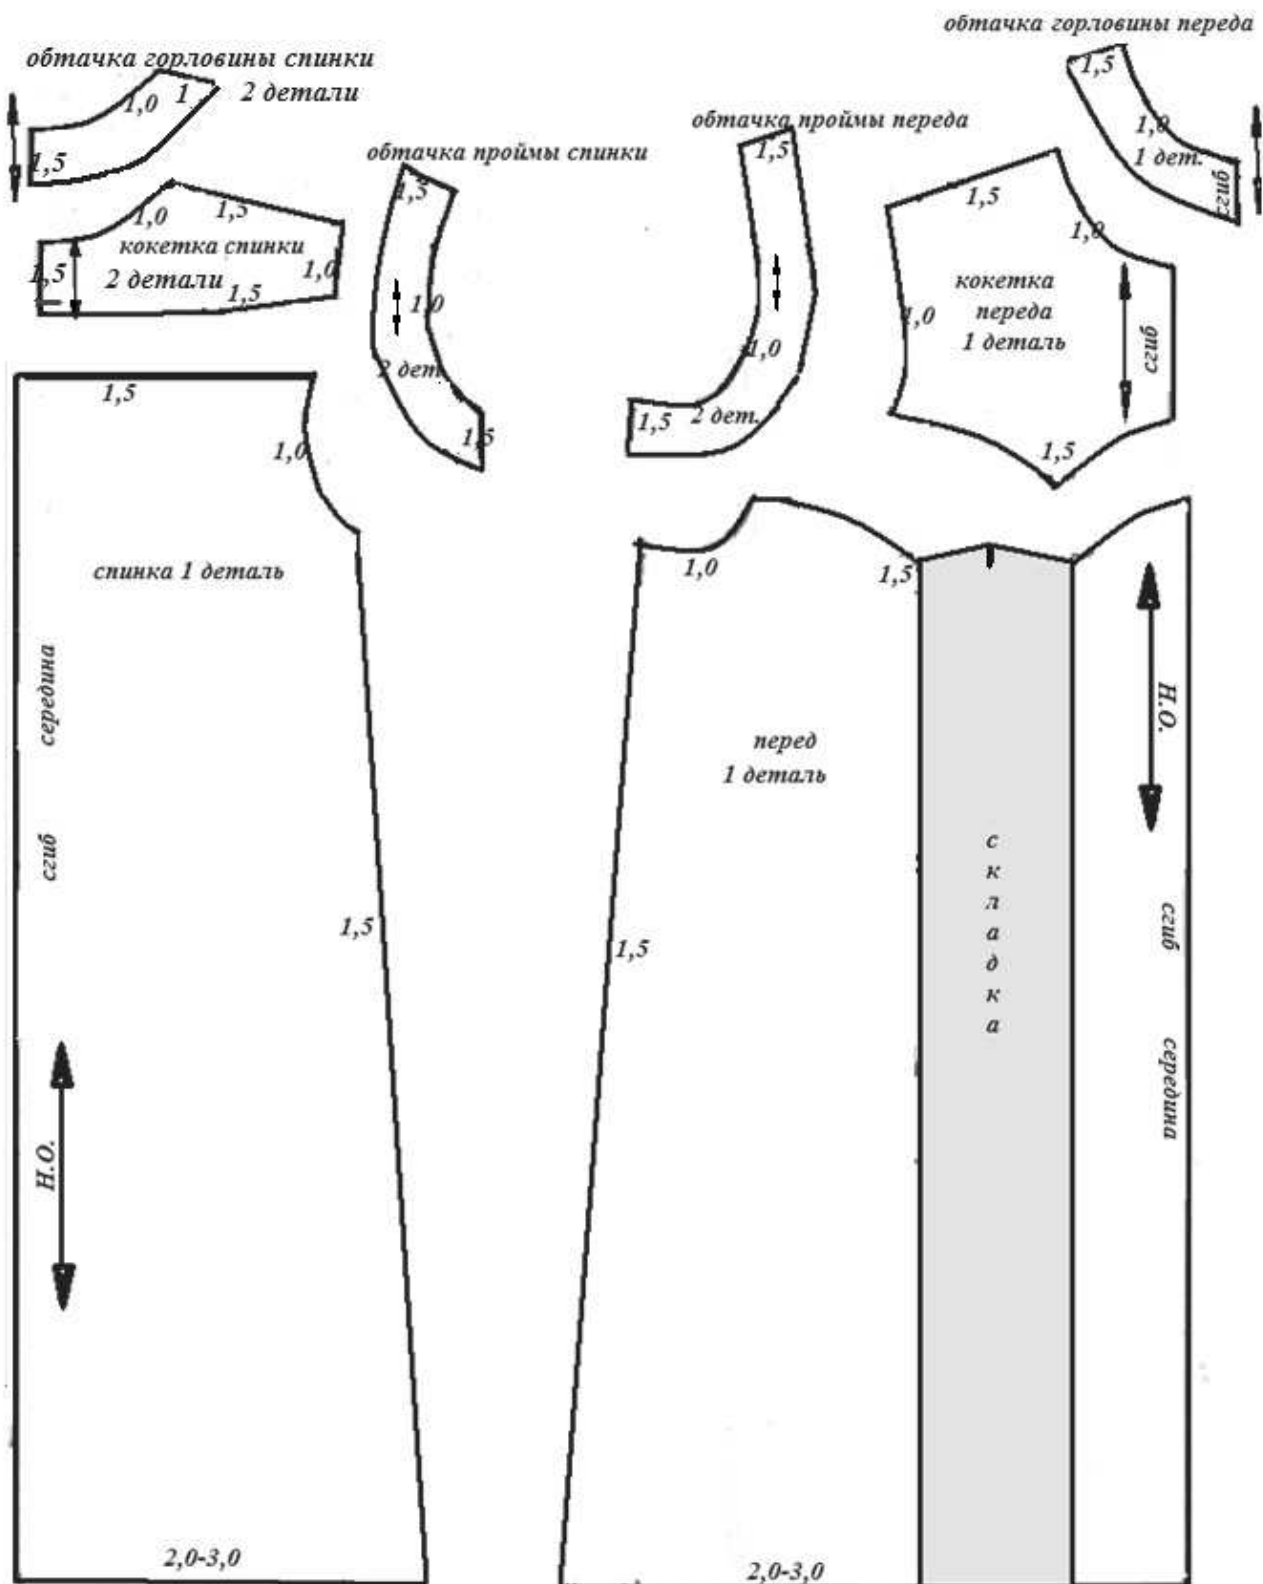 обтачка горловины переда
1,5
1,0
1 дет.
сгиб
обтачка горловины спинки
1,0
1
2 детали
1,5
обтачка проймы спинки
1,5
1,0
2 дет.
1,5
обтачка проймы переда
1,5
1,0
1,5
2 дет.
кокетка спинки
2 детали
1,0
1,5
1,5
1,0
1,5
1,5
1,0
кокетка
переда
1 деталь
1,0
сгиб
1,5
1,5
1,0
спинка 1 деталь
середина
сгиб
1,5
Н.О.
2,0-3,0
1,0
1,5
перед
1 деталь
1,5
складка
Н.О.
сгиб
середина
2,0-3,0